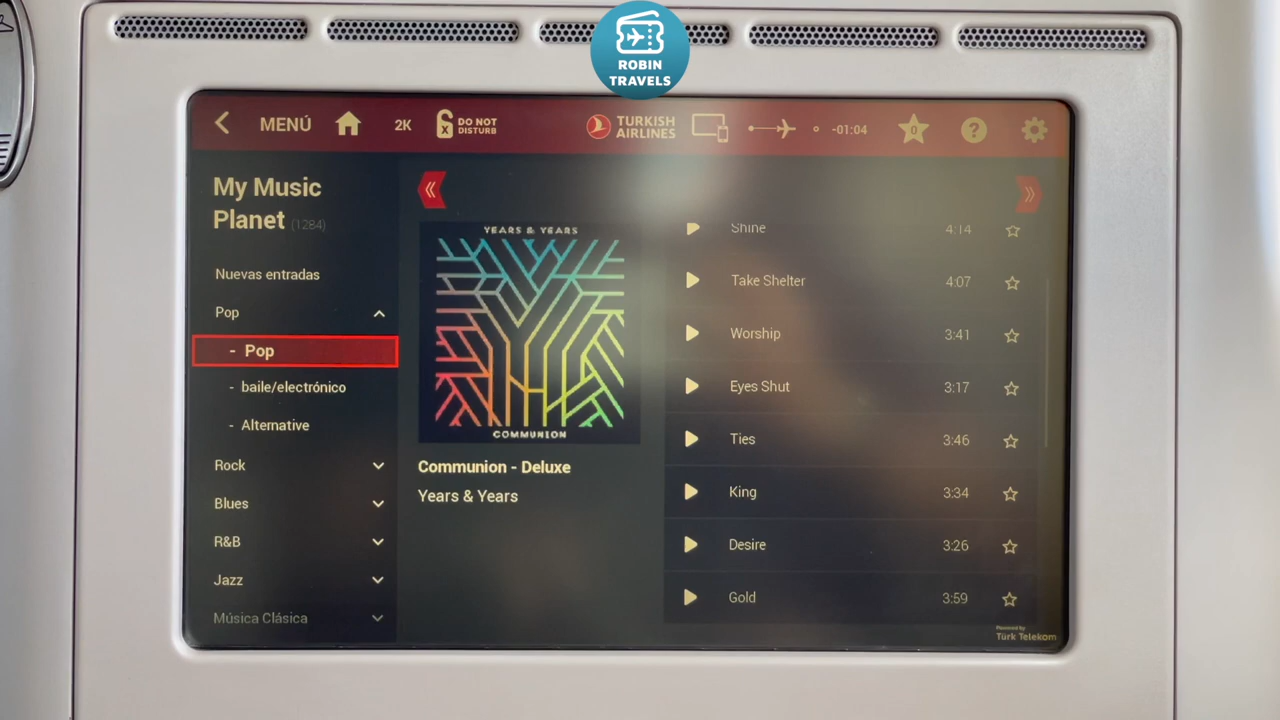 ROBIN
TRAVELS
MENÚ
2K
DO NOT
DISTURB
TURKISH
AIRLINES
-01:04
0
?
My Music
Planet (1284)
Nuevas entradas
Pop
- Pop
- baile/electrónico
- Alternative
Rock
Blues
R&B
Jazz
Música Clásica
YEARS & YEARS
COMMUNION
Communion - Deluxe
Years & Years
Shine 4:14
Take Shelter 4:07
Worship 3:41
Eyes Shut 3:17
Ties 3:46
King 3:34
Desire 3:26
Gold 3:59
Powered by
Türk Telekom